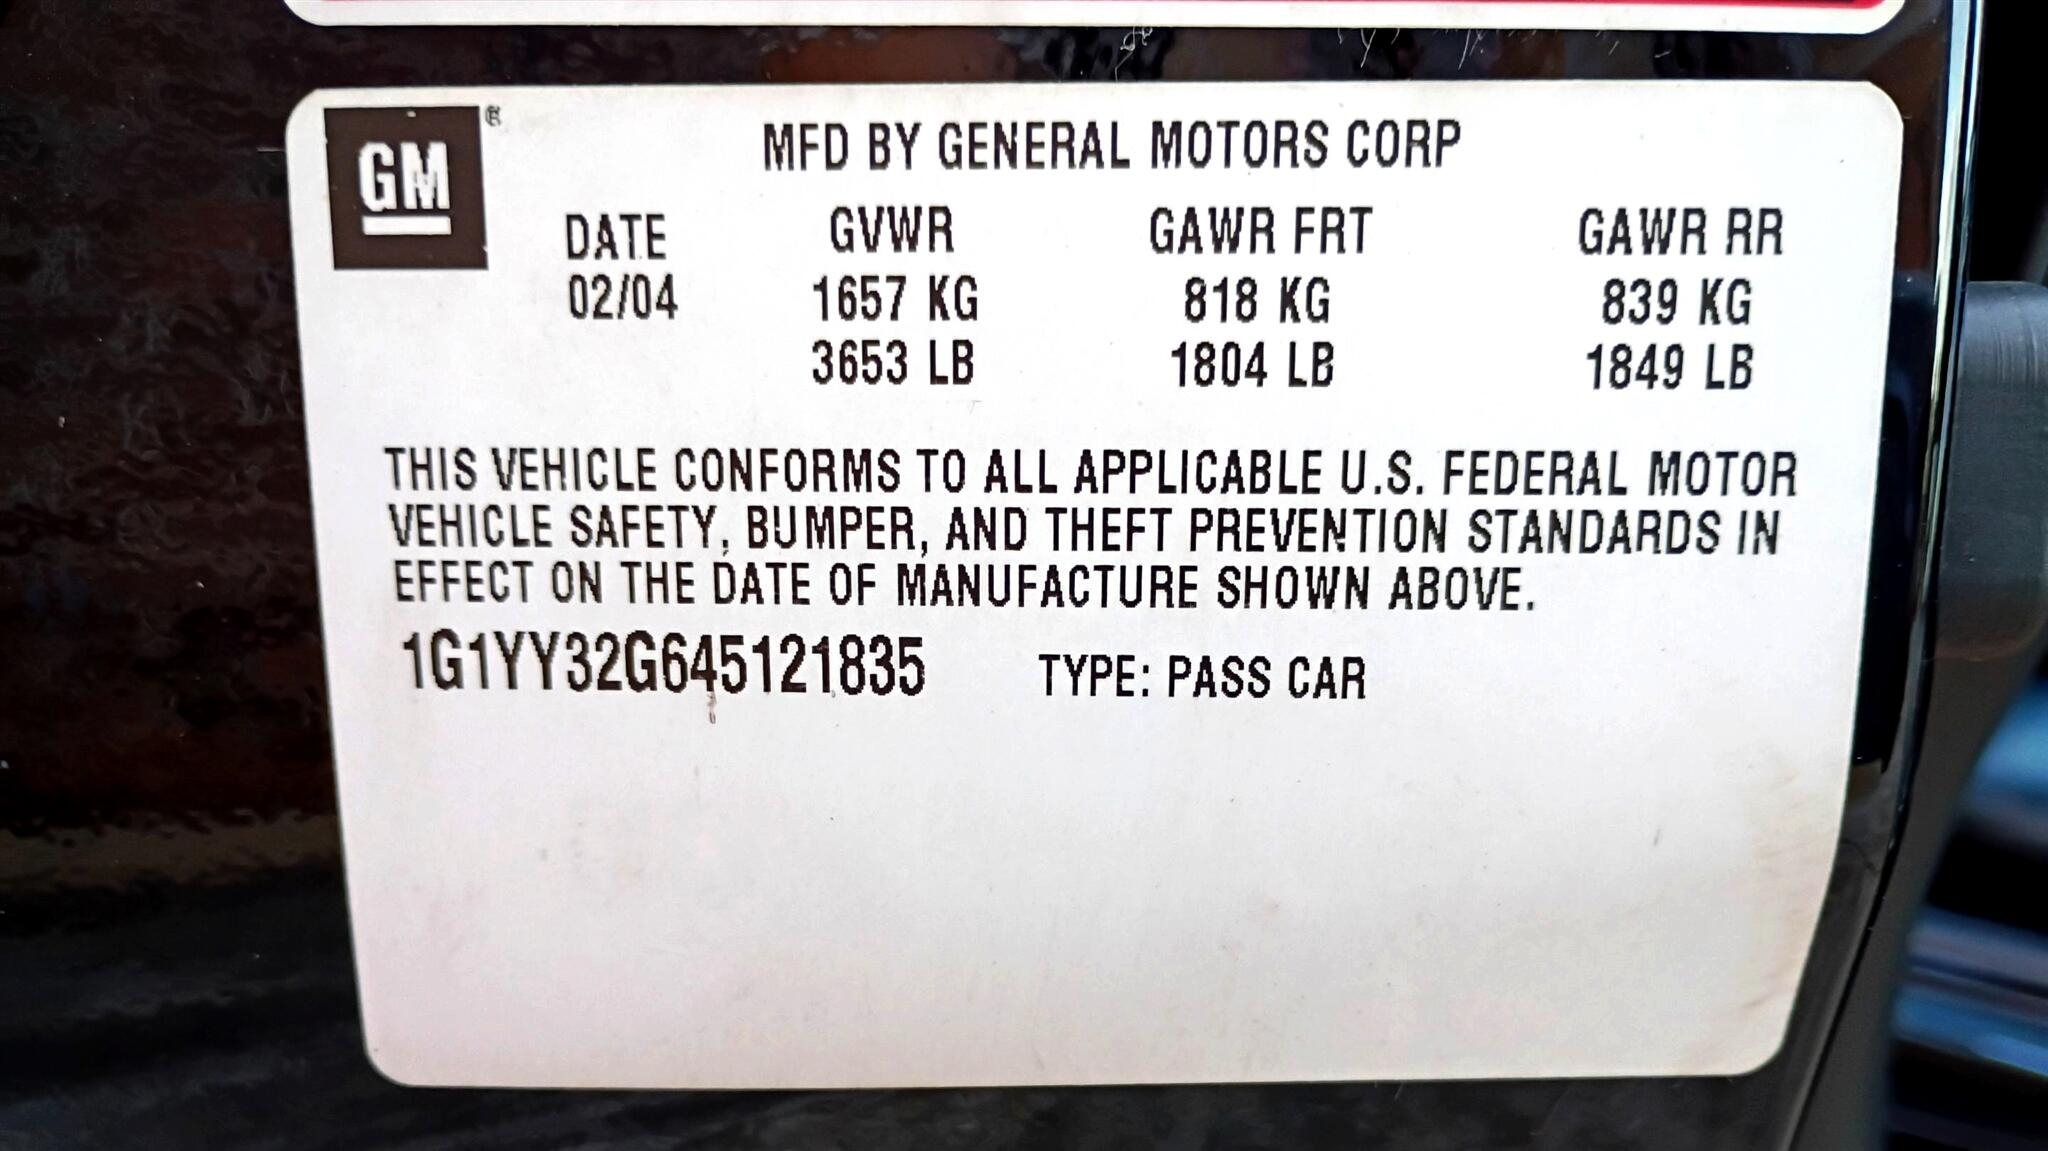 GM®
MFD BY GENERAL MOTORS CORP
DATE GVWR GAWR FRT GAWR RR
02/04 1657 KG 818 KG 839 KG
3653 LB 1804 LB 1849 LB
THIS VEHICLE CONFORMS TO ALL APPLICABLE U.S. FEDERAL MOTOR
VEHICLE SAFETY, BUMPER, AND THEFT PREVENTION STANDARDS IN
EFFECT ON THE DATE OF MANUFACTURE SHOWN ABOVE.
1G1YY32G645121835 TYPE: PASS CAR